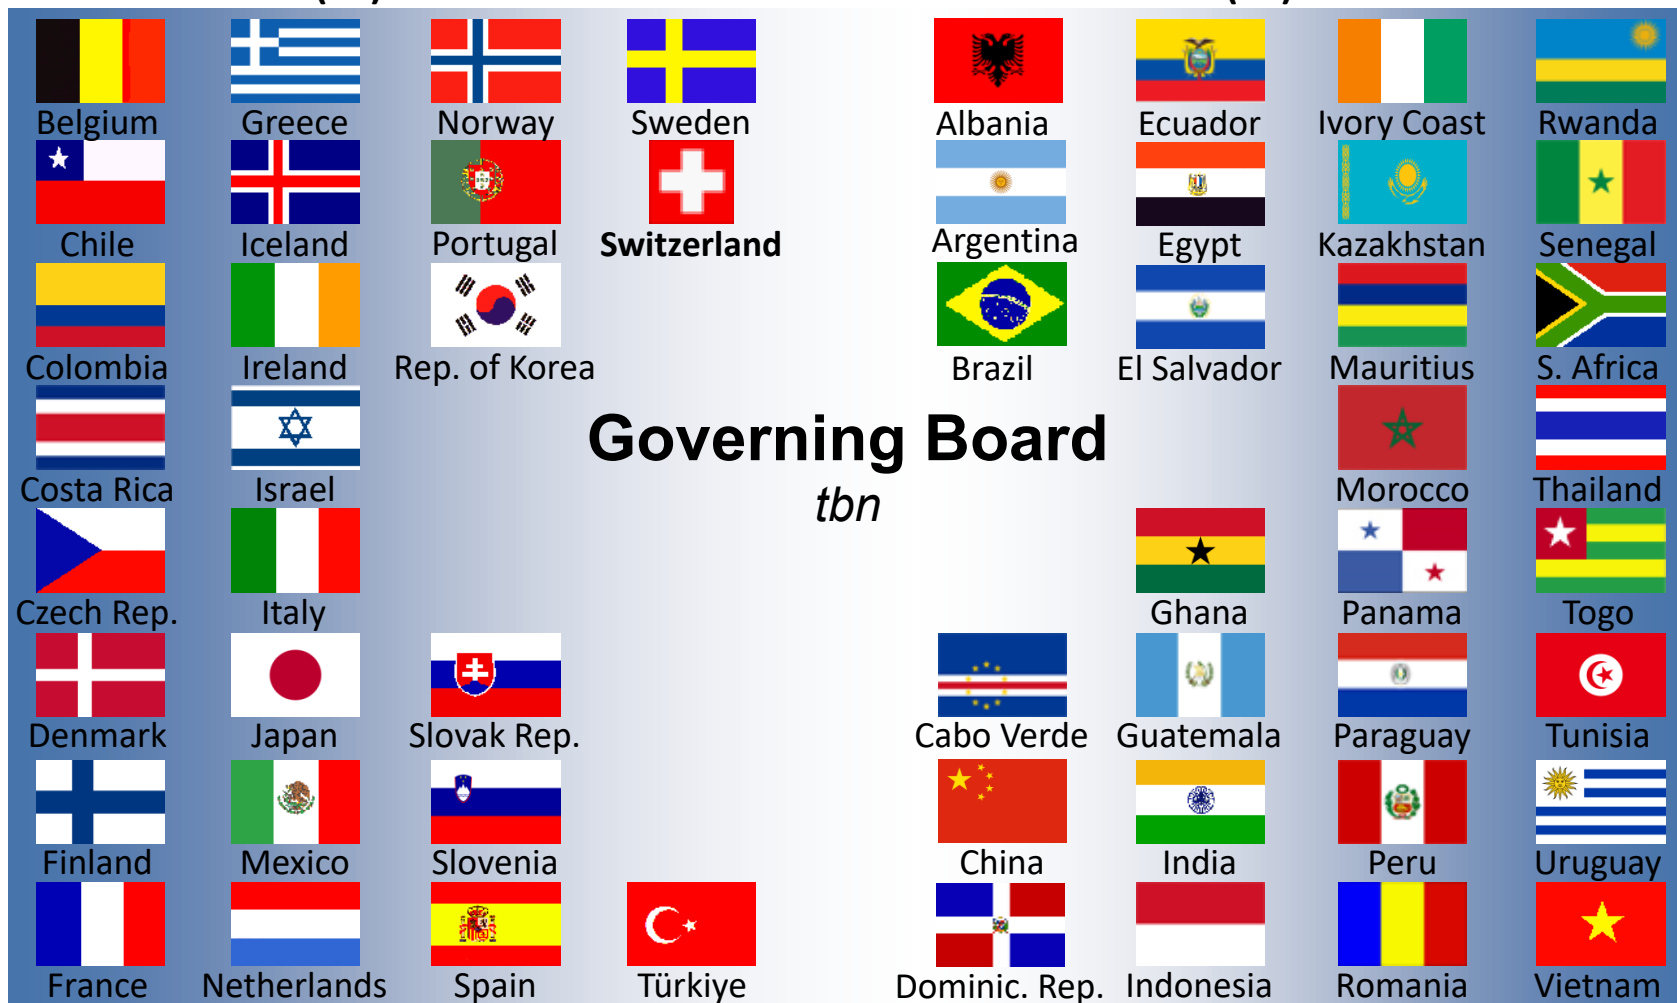 Belgium Greece Norway Sweden Albania Ecuador Ivory Coast Rwanda
Chile Iceland Portugal Switzerland Argentina Egypt Kazakhstan Senegal
Colombia Ireland Rep. of Korea Brazil El Salvador Mauritius S. Africa
Governing Board
Costa Rica Israel Morocco Thailand
tbn
Czech Rep. Italy Ghana Panama Togo
Denmark Japan Slovak Rep. Cabo Verde Guatemala Paraguay Tunisia
Finland Mexico Slovenia China India Peru Uruguay
France Netherlands Spain Türkiye Dominic. Rep. Indonesia Romania Vietnam